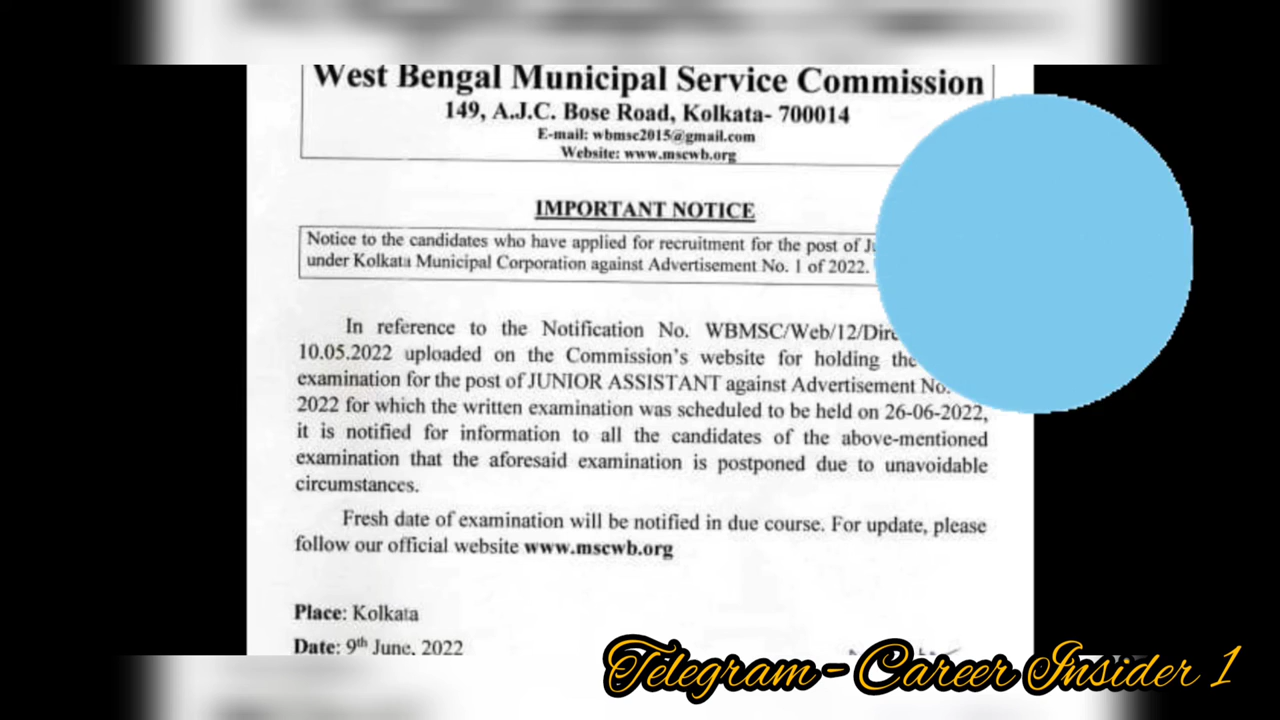 West Bengal Municipal Service Commission
149, A.J.C. Bose Road, Kolkata- 700014
E-mail: wbmsc2015@gmail.com
Website: www.mscwb.org
IMPORTANT NOTICE
Notice to the candidates who have applied for recruitment for the post of
under Kolkata Municipal Corporation against Advertisement No. 1 of 2022.
In reference to the Notification No. WBMSC/Web/12/Dire
10.05.2022 uploaded on the Commission's website for holding the
examination for the post of JUNIOR ASSISTANT against Advertisement No.
2022 for which the written examination was scheduled to be held on 26-06-2022,
it is notified for information to all the candidates of the above-mentioned
examination that the aforesaid examination is postponed due to unavoidable
circumstances.
Fresh date of examination will be notified in due course. For update, please
follow our official website www.mscwb.org
Place: Kolkata
Date: 9th June, 2022
Telegram - Career Insider 1